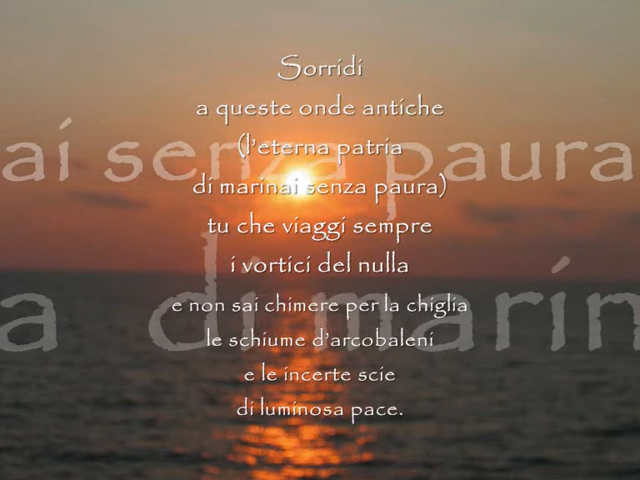 Sorridi
a queste onde antiche
(l'eterna patria
di marinai senza paura)
tu che viaggi sempre
i vortici del nulla
e non sai chimere per la chiglia
le schiume d'arcobaleni
e le incerte scie
di luminosa pace.
ai senza paura
a di marin